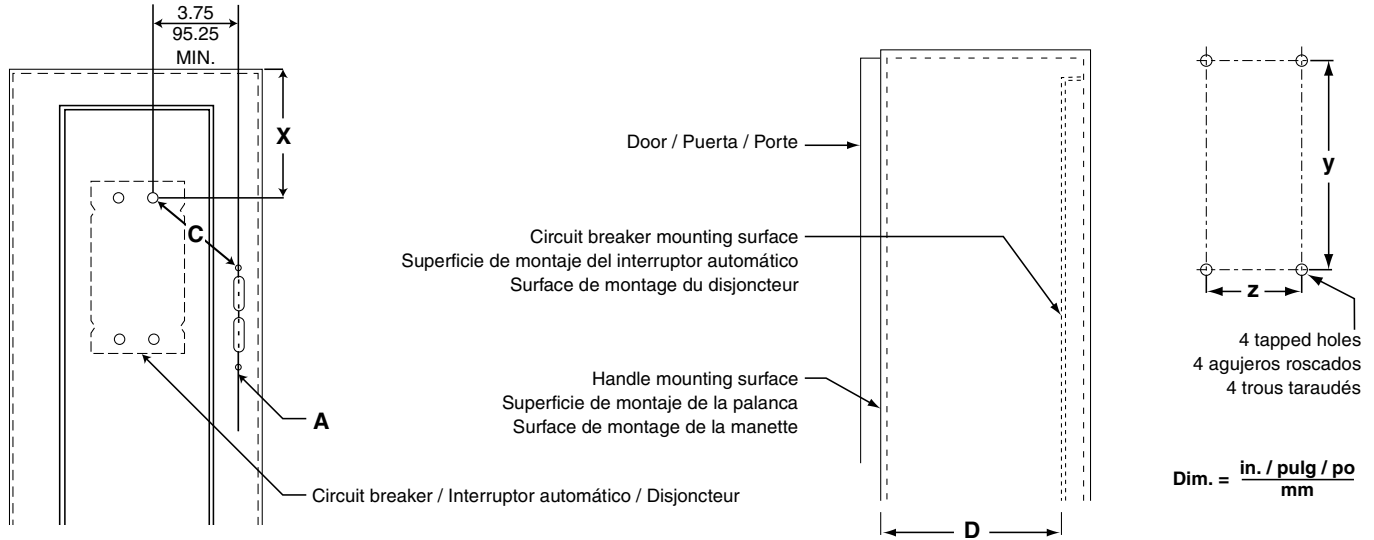 3.75
95.25
MIN.
X
C
A
Circuit breaker / Interruptor automático / Disjoncteur
Door / Puerta / Porte
Circuit breaker mounting surface
Superficie de montaje del interruptor automático
Surface de montage du disjoncteur
Handle mounting surface
Superficie de montaje de la palanca
Surface de montage de la manette
D
y
z
4 tapped holes
4 agujeros roscados
4 trous taraudés
Dim. = in. / pulg / po
mm